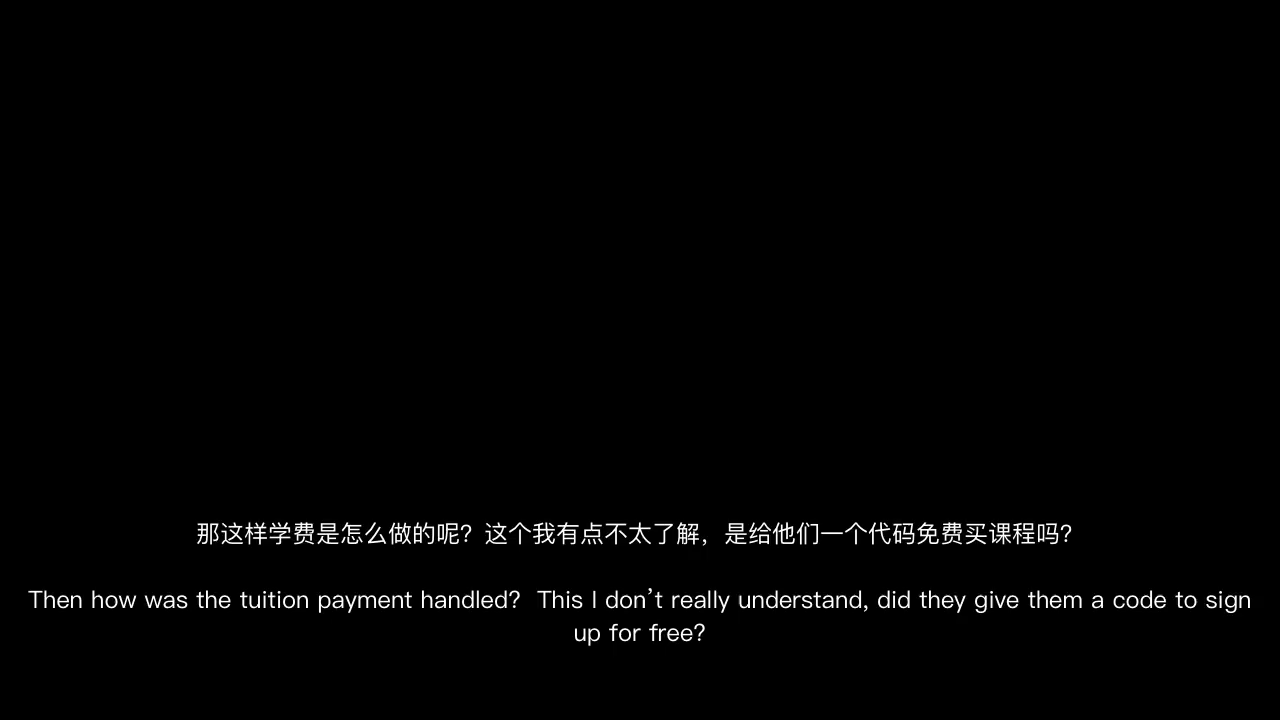 那这样学费是怎么做的呢？这个我有点不太了解，是给他们一个代码免费买课程吗？
Then how was the tuition payment handled?  This I don’t really understand, did they give them a code to sign
up for free?